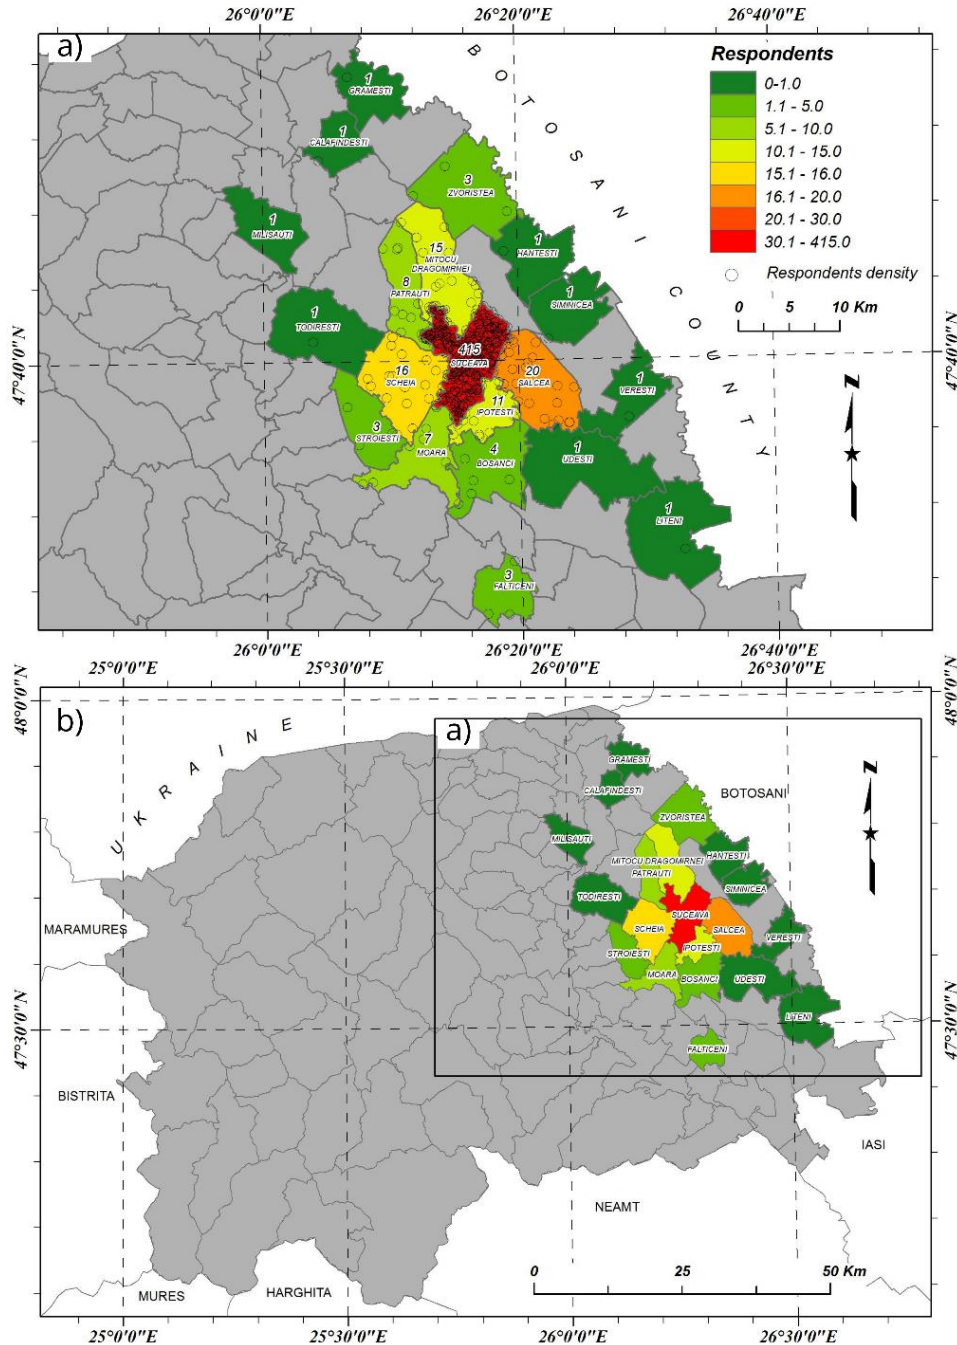 26°0'0"E 26°20'0"E 26°40'0"E
a)
BOTOSANI COUNTY
Respondents
0-1.0
1.1 - 5.0
5.1 - 10.0
10.1 - 15.0
15.1 - 16.0
16.1 - 20.0
20.1 - 30.0
30.1 - 415.0
Respondents density
0 5 10 Km
1
GRAMESTI
1
CALAFINDESTI
3
ZVORISTEA
1
MILISAUTI
1
HANTESTI
15
MITOCU
DRAGOMIRNEI
8
PATRAUTI
1
SIMINICEA
1
TODIRESTI
47°40'0"N
47°40'0"N
415
SUCEAVA
16
SCHEIA
20
SALCEA
1
VERESTI
11
IPOTESTI
3
STROIESTI
7
MOARA
4
BOSANCI
1
UDESTI
1
LITENI
3
FALTICENI
N
26°0'0"E 26°20'0"E 26°40'0"E
25°0'0"E 25°30'0"E 26°0'0"E 26°30'0"E
48°0'0"N
48°0'0"N
b)
a)
UKRAINE
GRAMESTI
CALAFINDESTI
BOTOSANI
N
ZVORISTEA
MILISAUTI
MITOCU DRAGOMIRNEI
HANTESTI
PATRAUTI
SIMINICEA
TODIRESTI
SUCEAVA
MARAMURES
SCHEIA
SALCEA
VERESTI
STROIESTI
IPOTESTI
MOARA
BOSANCI
UDESTI
LITENI
47°30'0"N
47°30'0"N
FALTICENI
BISTRITA
IASI
NEAMT
0 25 50 Km
MURES
HARGHITA
25°0'0"E 25°30'0"E 26°0'0"E 26°30'0"E